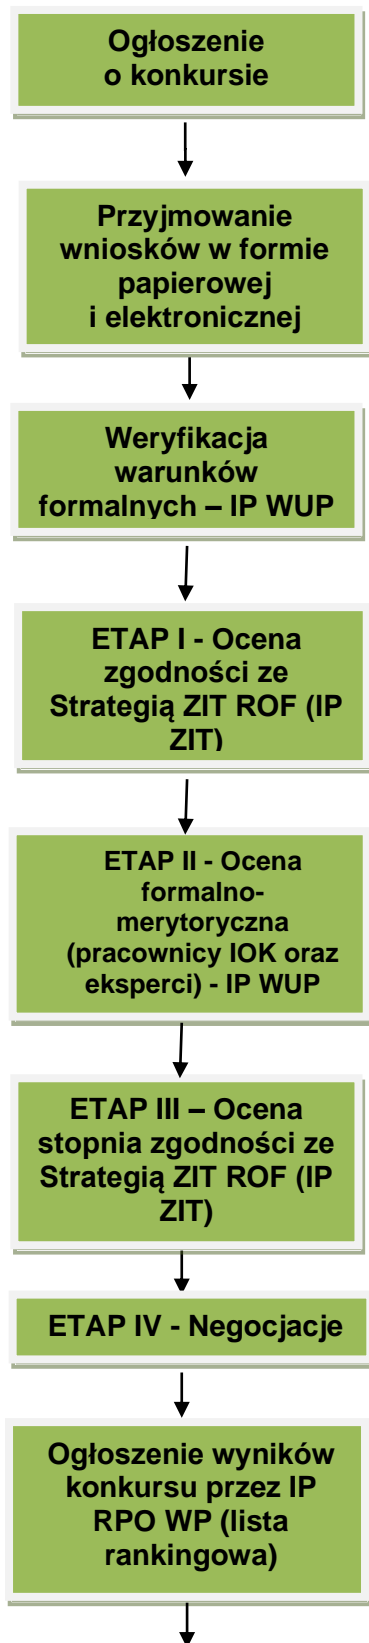 Ogłoszenie
o konkursie
Przyjmowanie
wniosków w formie
papierowej
i elektronicznej
Weryfikacja
warunków
formalnych – IP WUP
ETAP I - Ocena
zgodności ze
Strategią ZIT ROF (IP
ZIT)
ETAP II - Ocena
formalno-
merytoryczna
(pracownicy IOK oraz
eksperci) - IP WUP
ETAP III – Ocena
stopnia zgodności ze
Strategią ZIT ROF (IP
ZIT)
ETAP IV - Negocjacje
Ogłoszenie wyników
konkursu przez IP
RPO WP (lista
rankingowa)